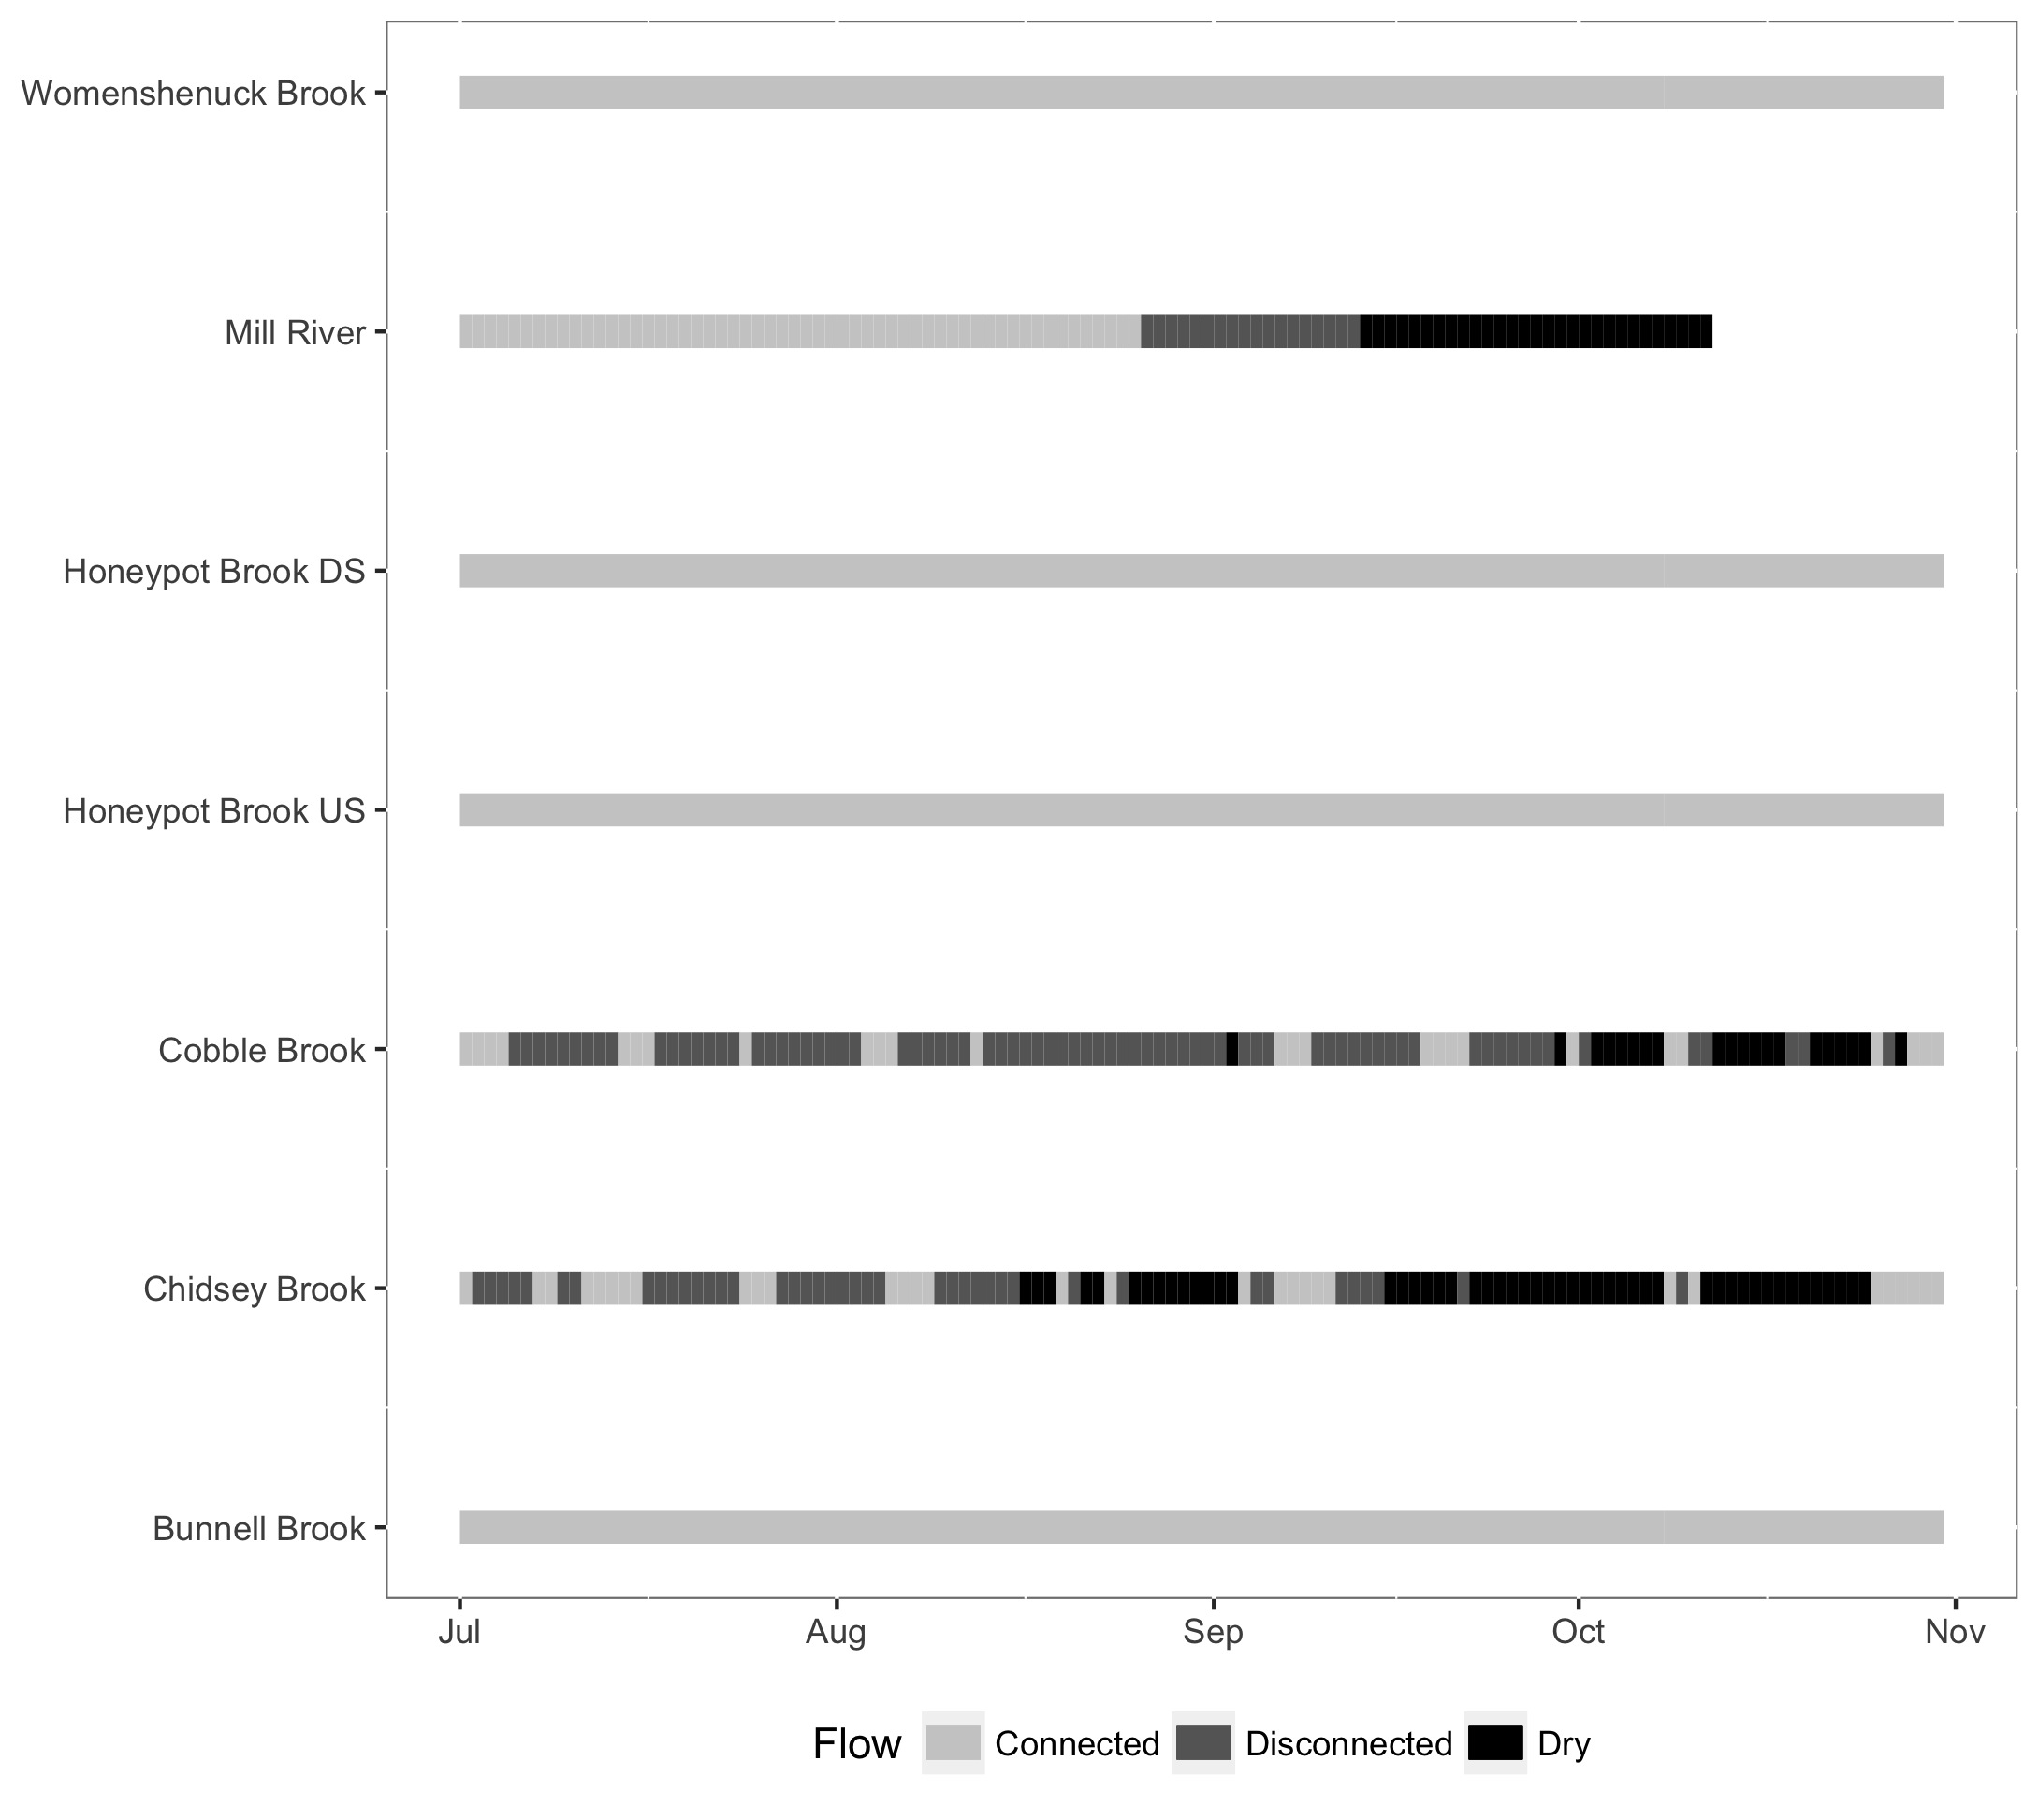 Womenshenuck Brook
Mill River
Honeypot Brook DS
Honeypot Brook US
Cobble Brook
Chidsey Brook
Bunnell Brook
Jul Aug Sep Oct Nov
Flow Connected Disconnected Dry